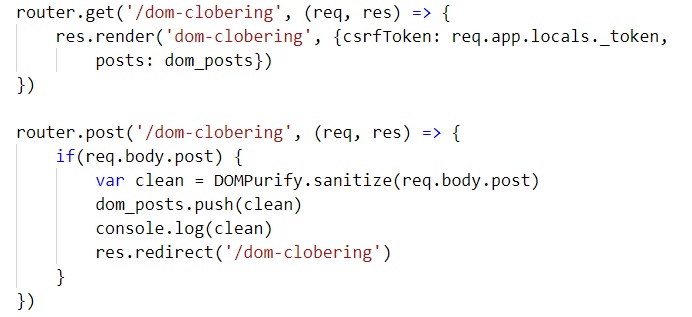 router.get('/dom-clobering', (req, res) => {
    res.render('dom-clobering', {csrfToken: req.app.locals._token,
        posts: dom_posts})
})

router.post('/dom-clobering', (req, res) => {
    if(req.body.post) {
        var clean = DOMPurify.sanitize(req.body.post)
        dom_posts.push(clean)
        console.log(clean)
        res.redirect('/dom-clobering')
    }
})